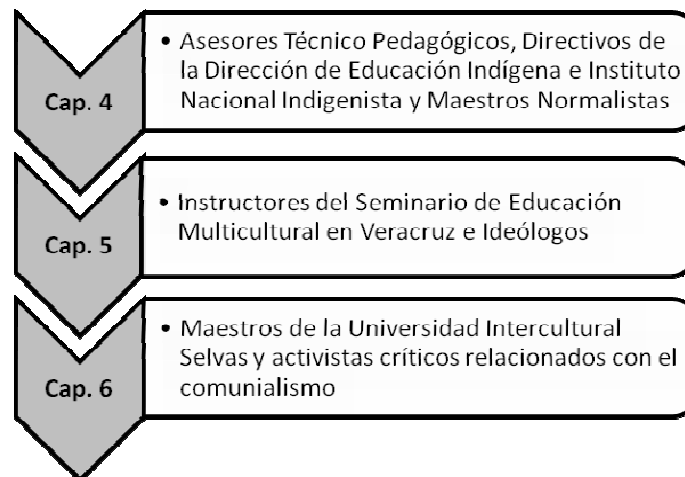 Cap. 4
• Asesores Técnico Pedagógicos, Directivos de
la Dirección de Educación Indígena e Instituto
Nacional Indigenista y Maestros Normalistas
Cap. 5
• Instructores del Seminario de Educación
Multicultural en Veracruz e Ideólogos
Cap. 6
• Maestros de la Universidad Intercultural
Selvas y activistas críticos relacionados con el
comunialismo